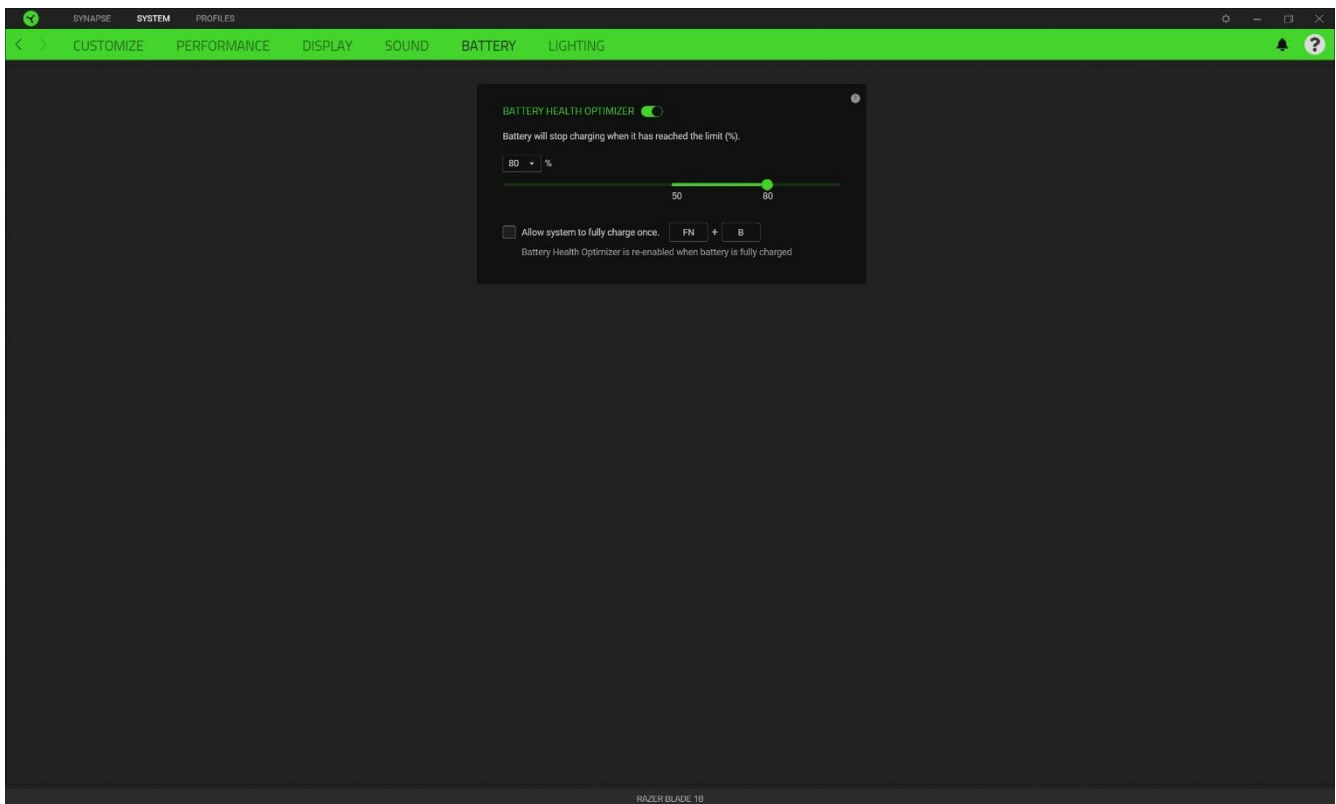 SYNAPSE SYSTEM PROFILES
CUSTOMIZE PERFORMANCE DISPLAY SOUND BATTERY LIGHTING ?
BATTERY HEALTH OPTIMIZER
Battery will stop charging when it has reached the limit (%).
80 %
50 80
Allow system to fully charge once. FN + B
Battery Health Optimizer is re-enabled when battery is fully charged
RAZER BLADE 18